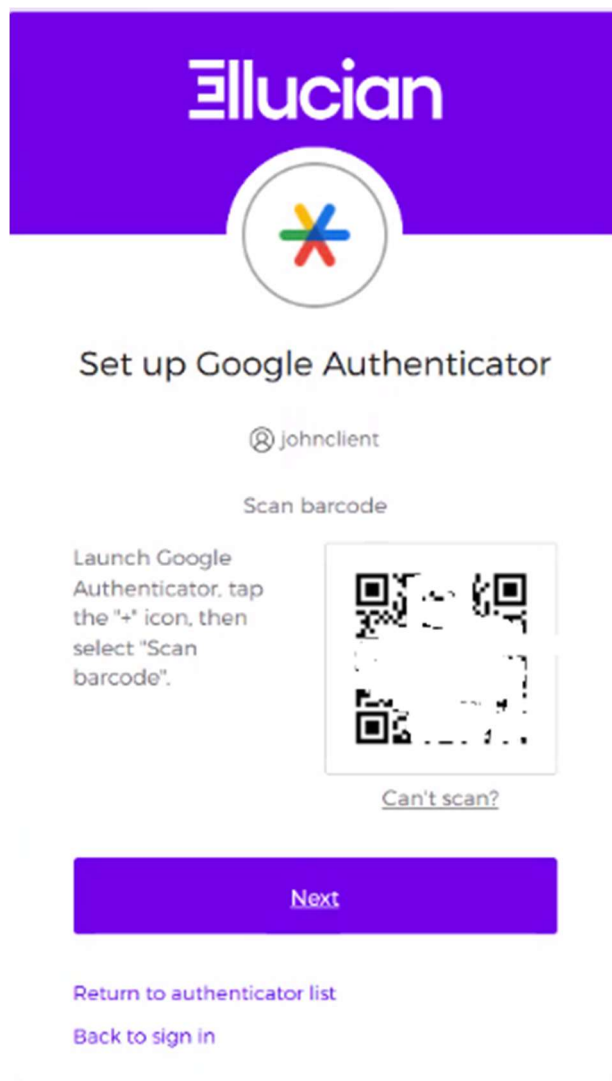 Ellucian
Set up Google Authenticator
johnclient
Scan barcode
Launch Google
Authenticator, tap
the "+" icon, then
select "Scan
barcode".
Can't scan?
Next
Return to authenticator list
Back to sign in